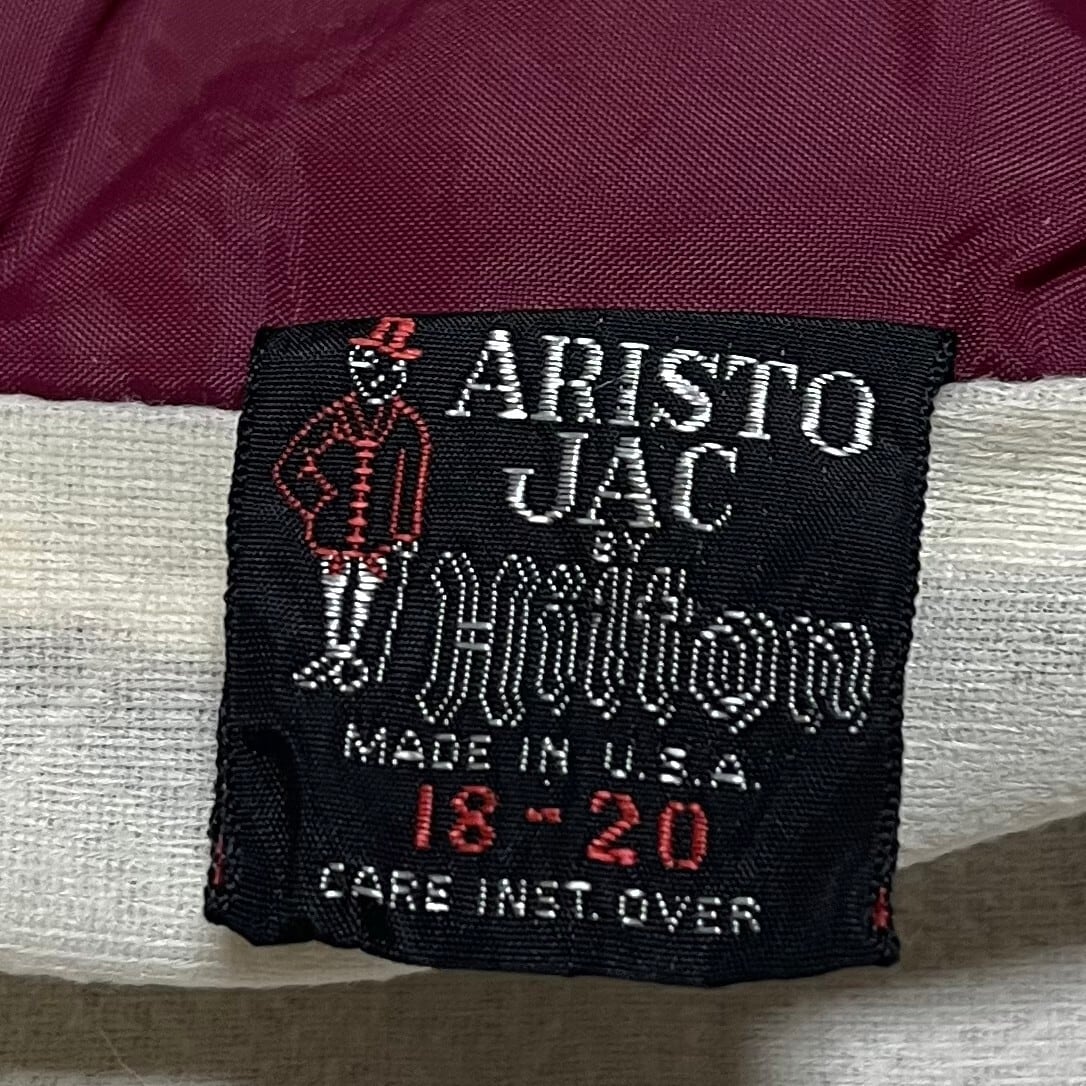 ARISTO
JAC
BY
Hilton
MADE IN U.S.A.
18-20
CARE INST. OVER